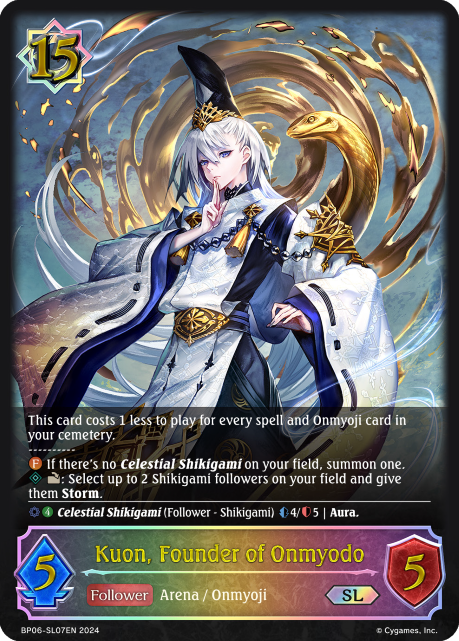 15
This card costs 1 less to play for every spell and Onmyoji card in
your cemetery.
----------
F If there's no Celestial Shikigami on your field, summon one.
: Select up to 2 Shikigami followers on your field and give
them Storm.
4 Celestial Shikigami (Follower - Shikigami) 4/5 | Aura.
Kuon, Founder of Onmyodo
5
Follower Arena / Onmyoji SL
5
BP06-SL07EN 2024
© Cygames, Inc.